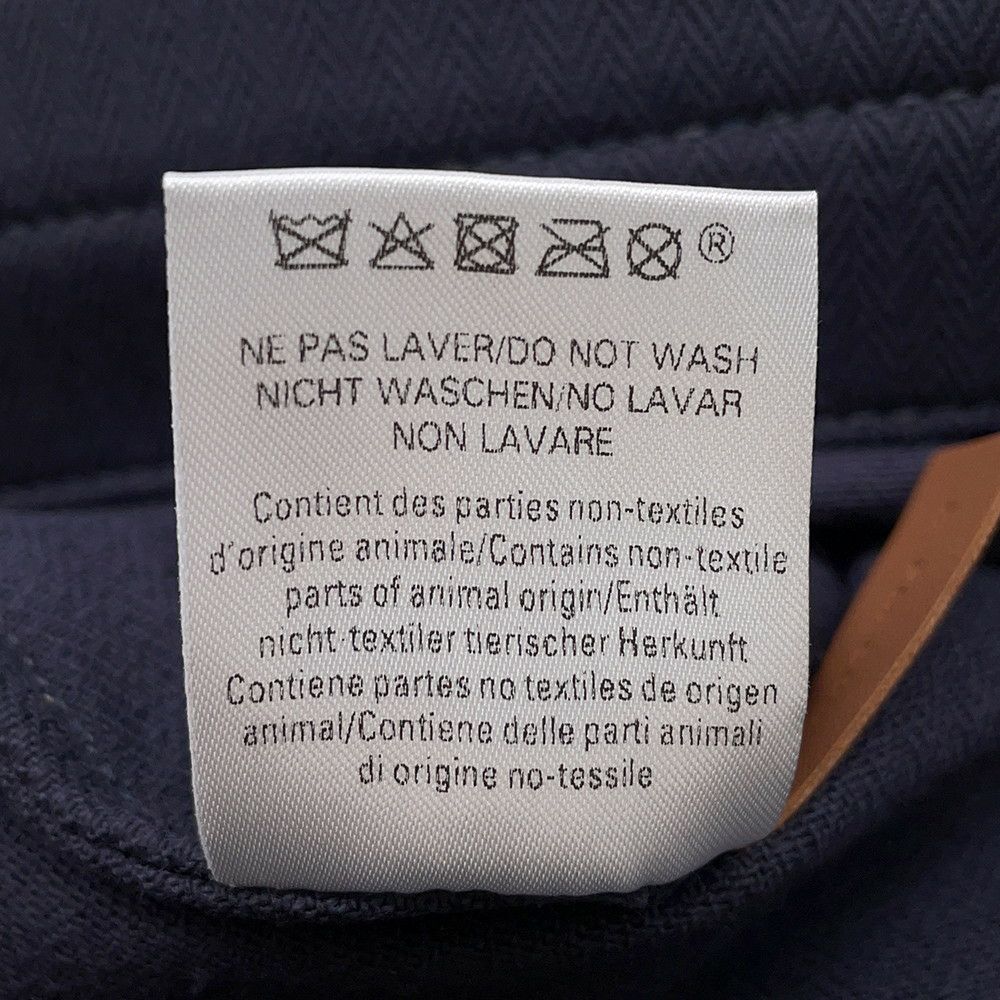 ®
NE PAS LAVER/DO NOT WASH
NICHT WASCHEN/NO LAVAR
NON LAVARE
Contient des parties non-textiles
d'origine animale/Contains non-textile
parts of animal origin/Enthält
nicht-textiler tierischer Herkunft
Contiene partes no textiles de origen
animal/Contiene delle parti animali
di origine no-tessile